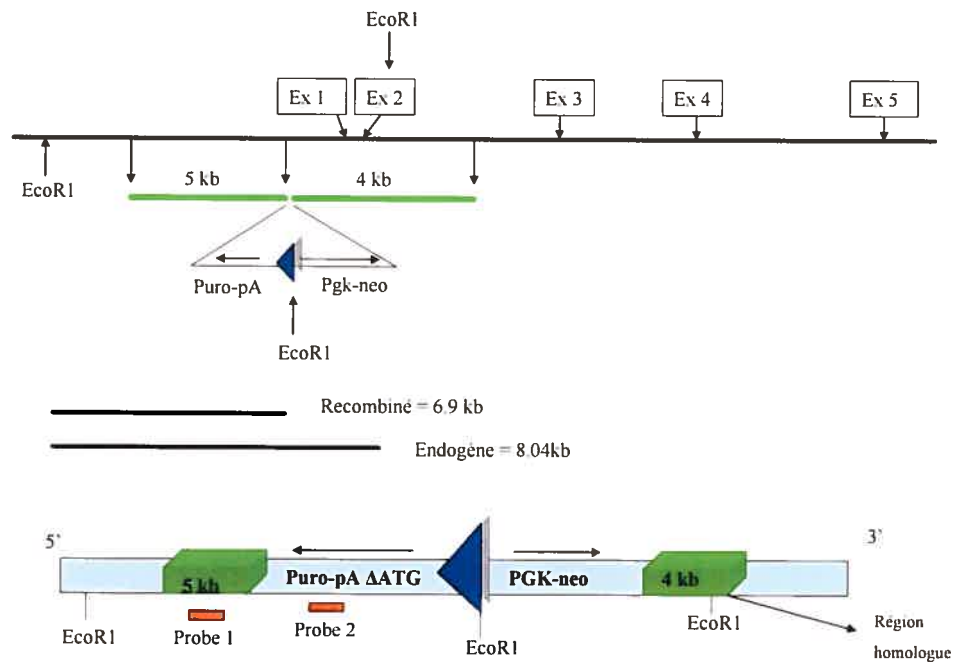 EcoR1
Ex 1 Ex 2 Ex 3 Ex 4 Ex 5
EcoR1
5 kb 4 kb
Puro-pA Pgk-neo
EcoR1
Recombiné = 6,9 kb
Endogène = 8.04kb
5` 3`
5 kb Puro-pA ΔATG PGK-neo 4 kb
EcoR1 Probe 1 Probe 2 EcoR1 EcoR1
Région
homologue